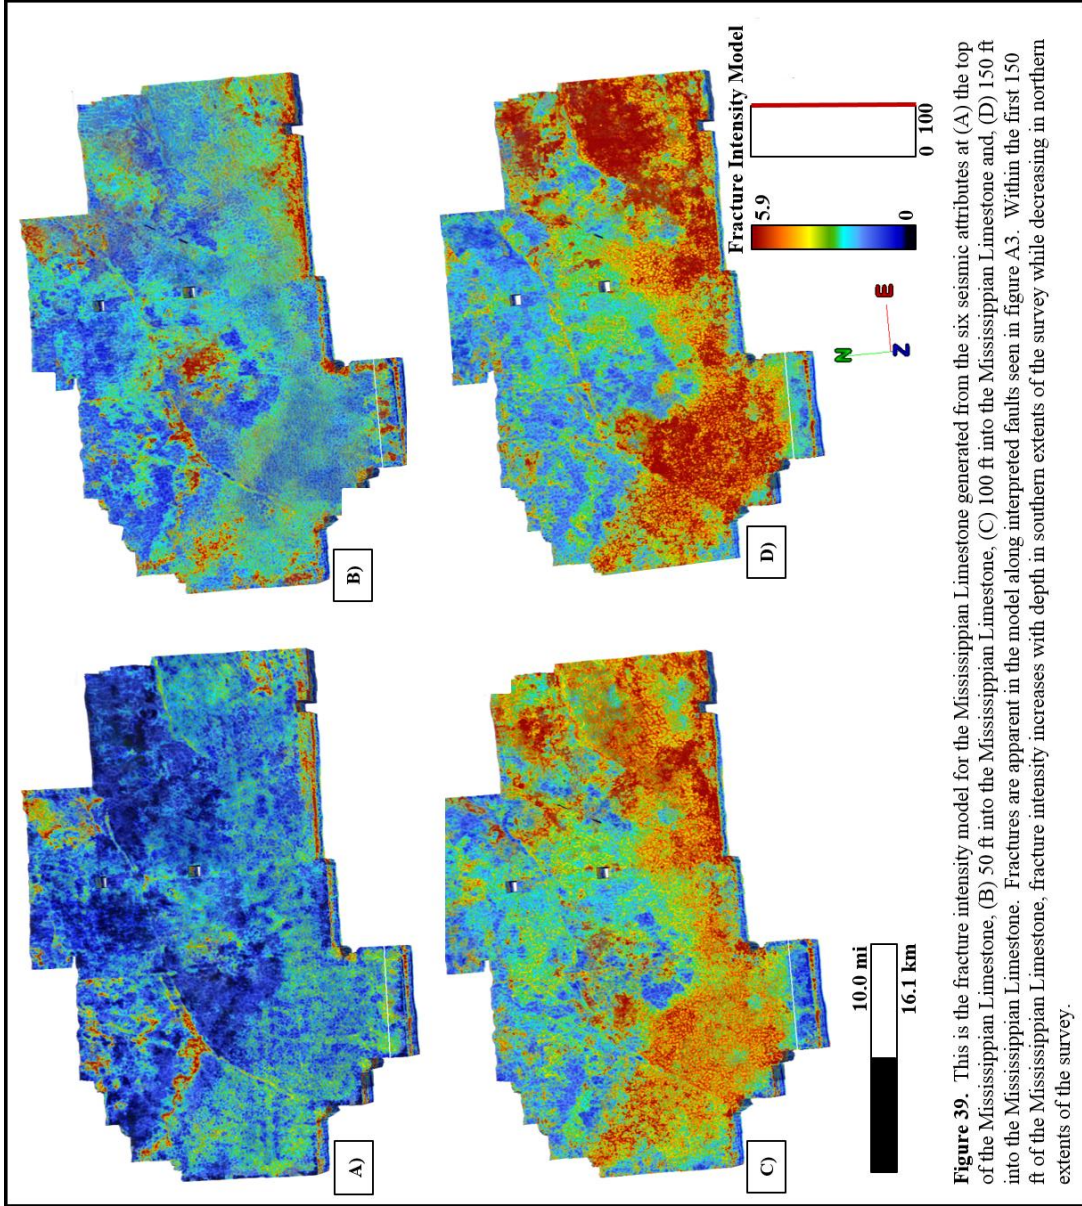 A)
B)
C)
D)
10.0 mi
16.1 km
Fracture Intensity Model
5.9
0
0 100
N
E
Z
Figure 39. This is the fracture intensity model for the Mississippian Limestone generated from the six seismic attributes at (A) the top
of the Mississippian Limestone, (B) 50 ft into the Mississippian Limestone, (C) 100 ft into the Mississippian Limestone and, (D) 150 ft
into the Mississippian Limestone. Fractures are apparent in the model along interpreted faults seen in figure A3. Within the first 150
ft of the Mississippian Limestone, fracture intensity increases with depth in southern extents of the survey while decreasing in northern
extents of the survey.